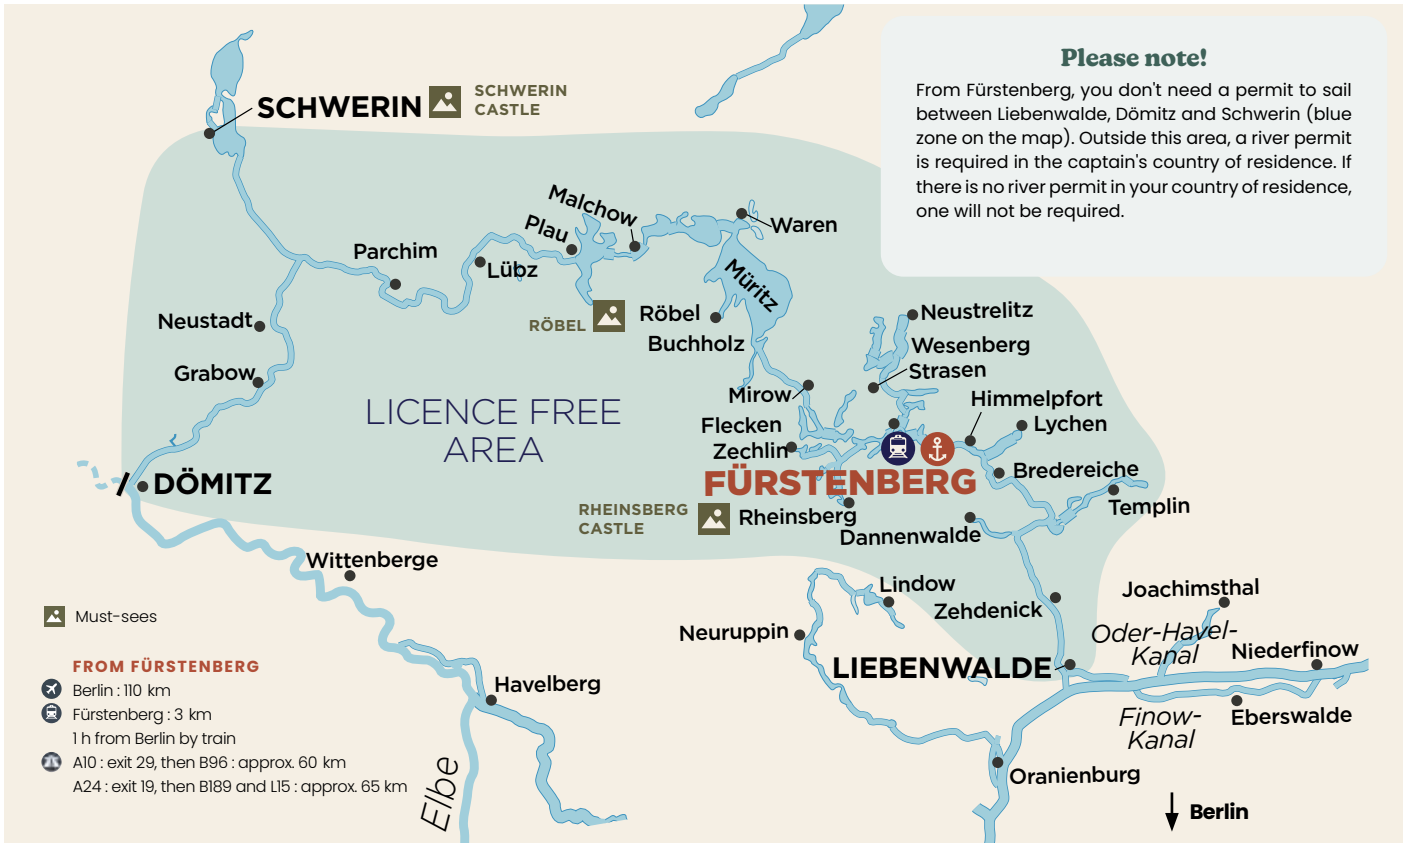 Please note!
From Fürstenberg, you don't need a permit to sail
between Liebenwalde, Dömitz and Schwerin (blue
zone on the map). Outside this area, a river permit
is required in the captain's country of residence. If
there is no river permit in your country of residence,
one will not be required.
SCHWERIN
SCHWERIN
CASTLE
Malchow
Plau
Waren
Parchim
Lübz
Müritz
Neustadt
RÖBEL
Röbel
Neustrelitz
Buchholz
Wesenberg
Grabow
Strasen
Mirow
Himmelpfort
LICENCE FREE
AREA
Flecken
Zechlin
Lychen
Bredereiche
DÖMITZ
FÜRSTENBERG
Templin
RHEINSBERG
CASTLE
Rheinsberg
Dannenwalde
Wittenberge
Lindow
Joachimsthal
Zehdenick
Must-sees
Neuruppin
Oder-Havel-
Kanal
Niederfinow
LIEBENWALDE
FROM FÜRSTENBERG
Berlin : 110 km
Fürstenberg : 3 km
1 h from Berlin by train
A10 : exit 29, then B96 : approx. 60 km
A24 : exit 19, then B189 and L15 : approx. 65 km
Havelberg
Finow-
Kanal
Eberswalde
Elbe
Oranienburg
Berlin